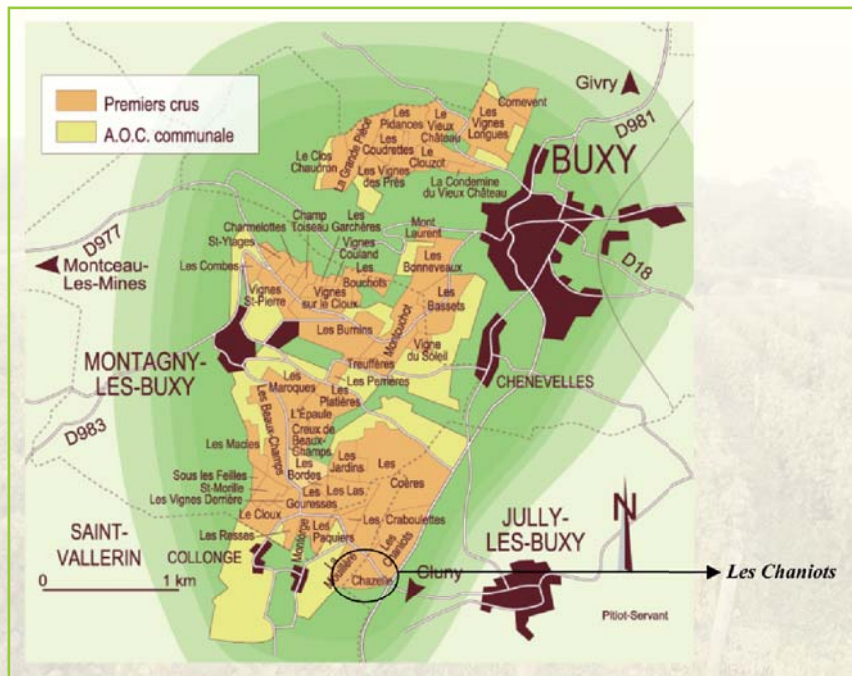 Premiers crus
A.O.C. communale
Givry
D981
Cornevent
Les
Vignes
Longues
Le
Vieux
Château
Les
Pidances
Les
Coudrettes
Le
Clouzot
La Grande Pièce
Le Clos
Chaudron
Les Vignes
des Prés
La Condemine
du Vieux Château
BUXY
D18
D977
Montceau-
Les-Mines
Charmelottes
St-Ytages
Champ
Toiseau
Les
Garchères
Vignes
Couland
Mont
Laurent
Les Combes
Vignes
St-Pierre
Vignes
sur le Cloux
Les
Bouchots
Les
Bonneveaux
Les
Bassets
Les Burnins
Montcuchot
Vigne
du Soleil
Treuffères
Les Perrières
MONTAGNY-
LES-BUXY
CHENEVELLES
D983
Les
Maroques
Les
Platières
Les Beaux-Champs
L'Épaule
Creux de
Beaux-
Champs
Les Macles
Les
Bordes
Les
Jardins
Les
Coères
Sous les Feilles
St-Morille
Les Vignes Derrière
Les
Gouresses
Les Las
Le Cloux
Les Craboulettes
Les Resses
Les
Paquiers
Montorge
Les Chaniots
La Mouillère
Chazelle
Cluny
SAINT-
VALLERIN
COLLONGE
JULLY-
LES-BUXY
N
0
1 km
Pitiot-Servant
Les Chaniots